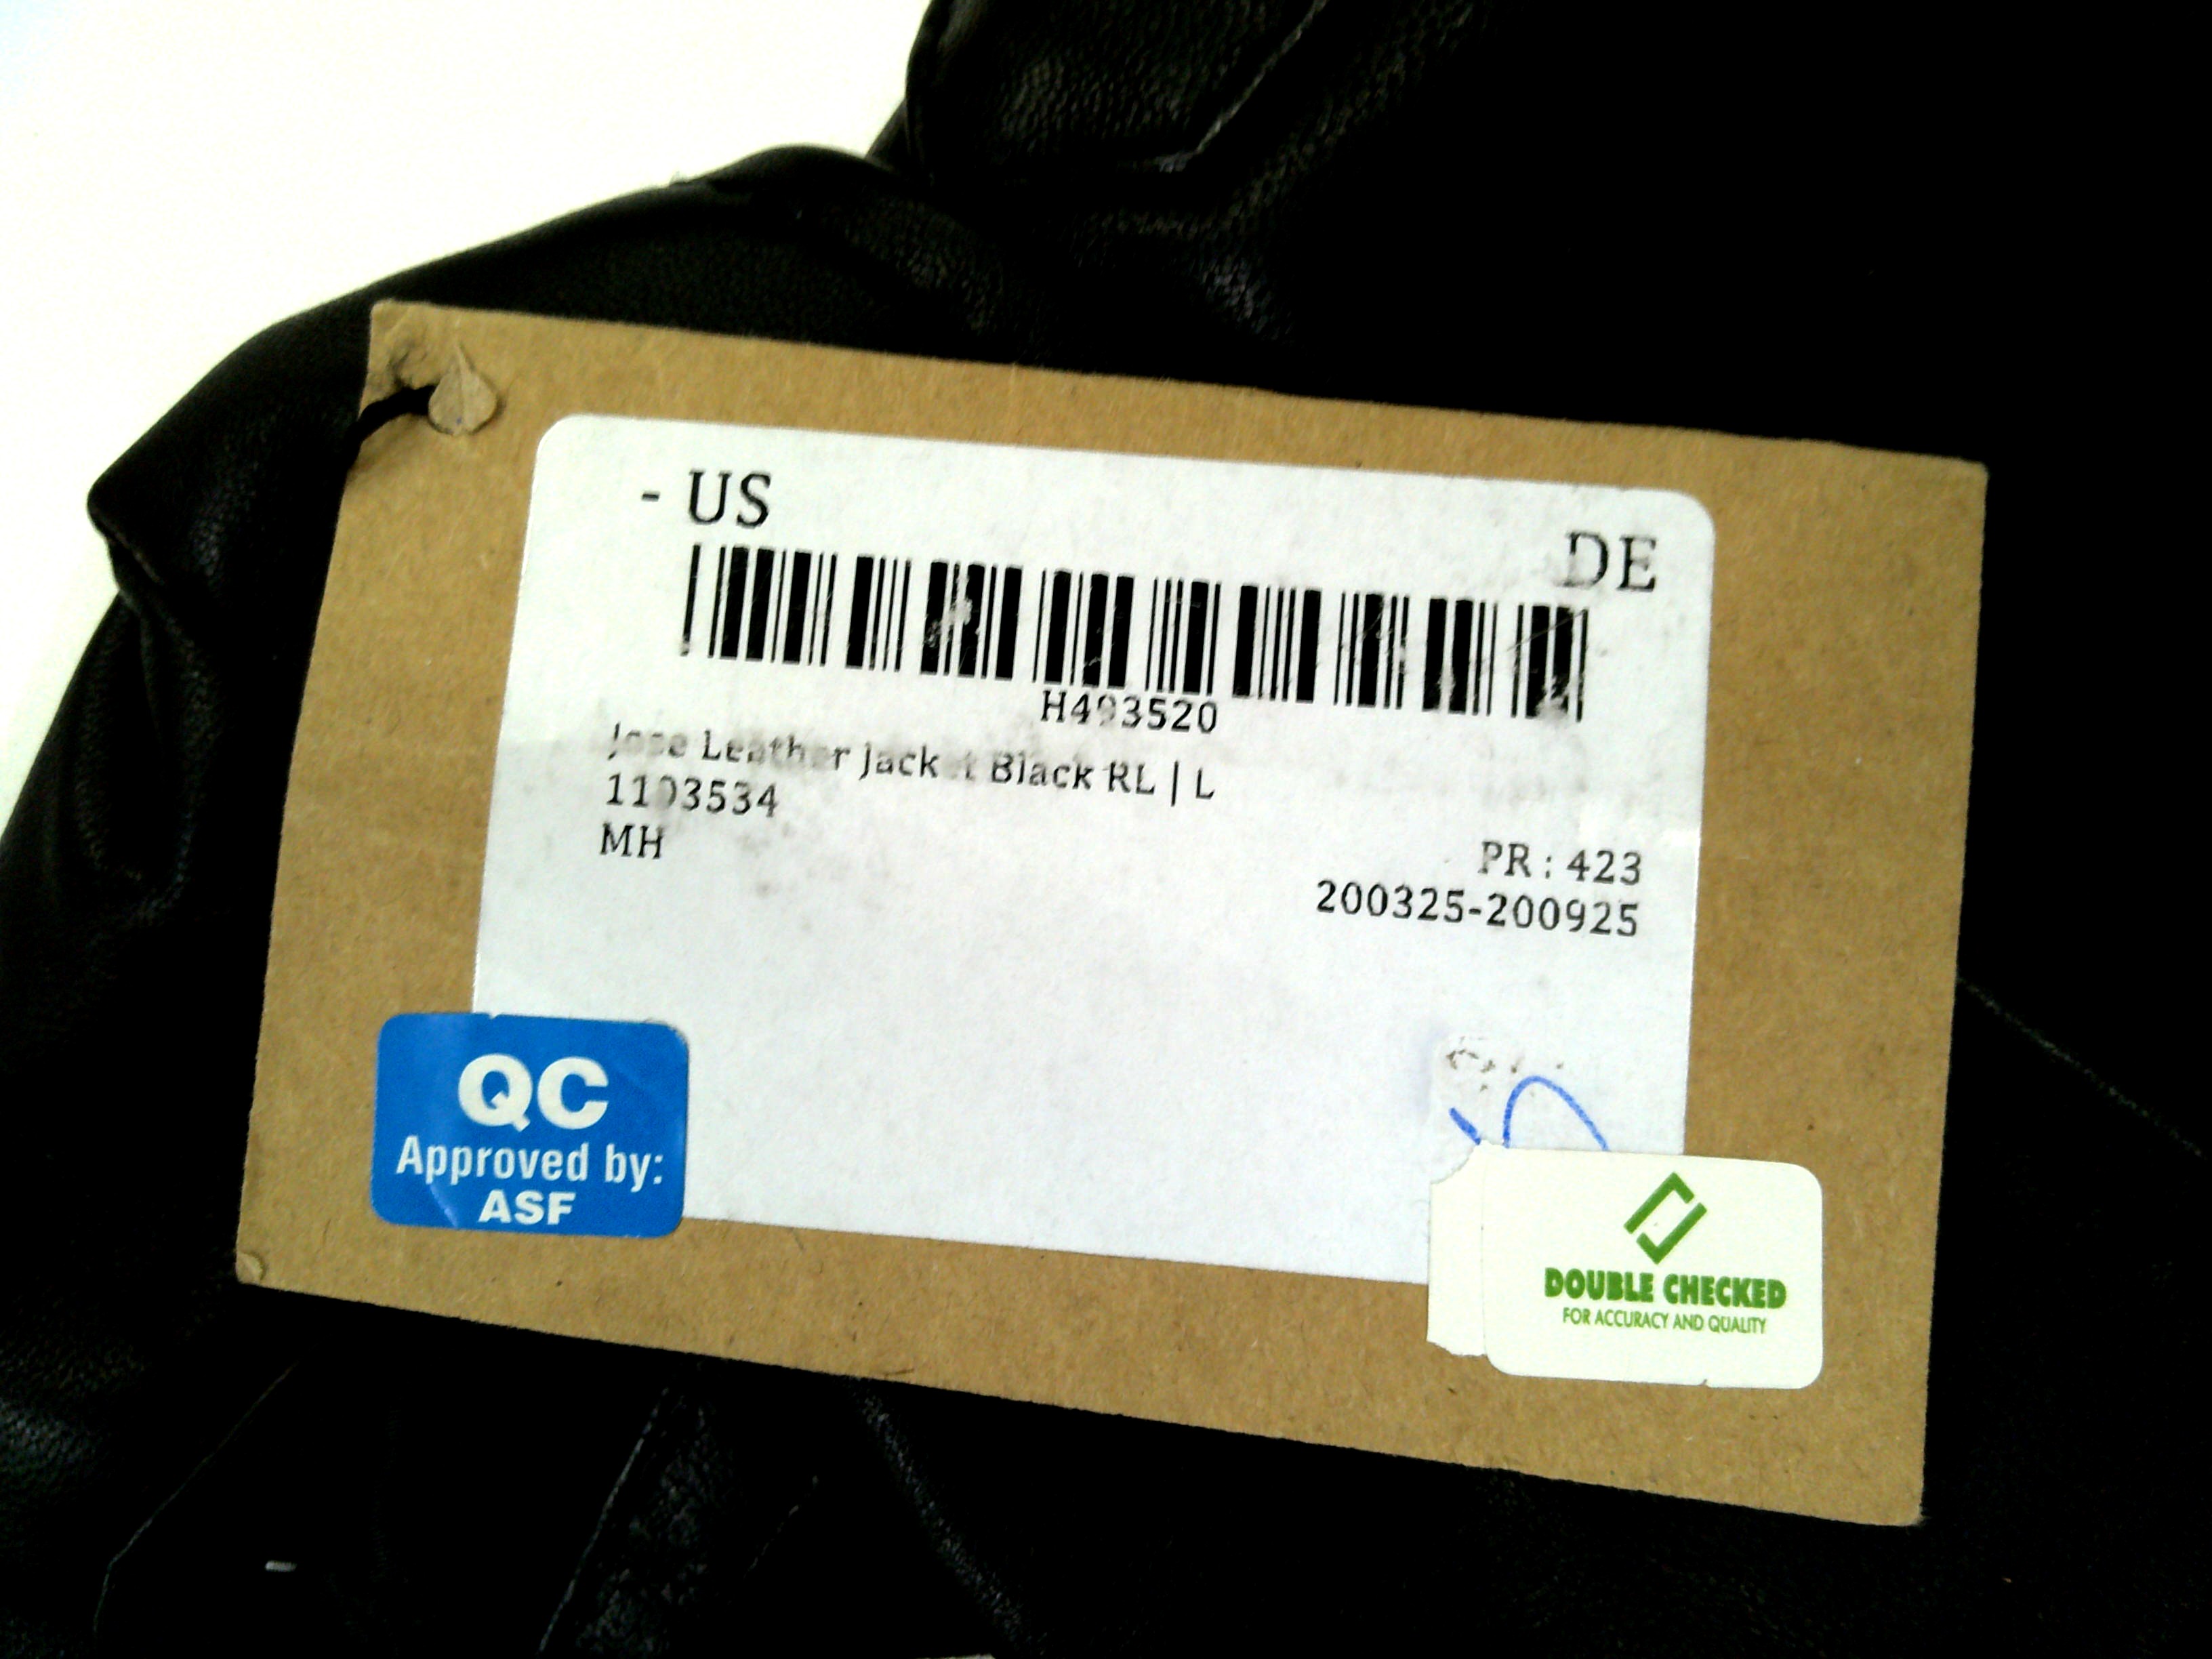 - US
DE
H493520
Jose Leather Jacket Black RL | L
1103534
MH
PR : 423
200325-200925
QC
Approved by:
ASF
DOUBLE CHECKED
FOR ACCURACY AND QUALITY